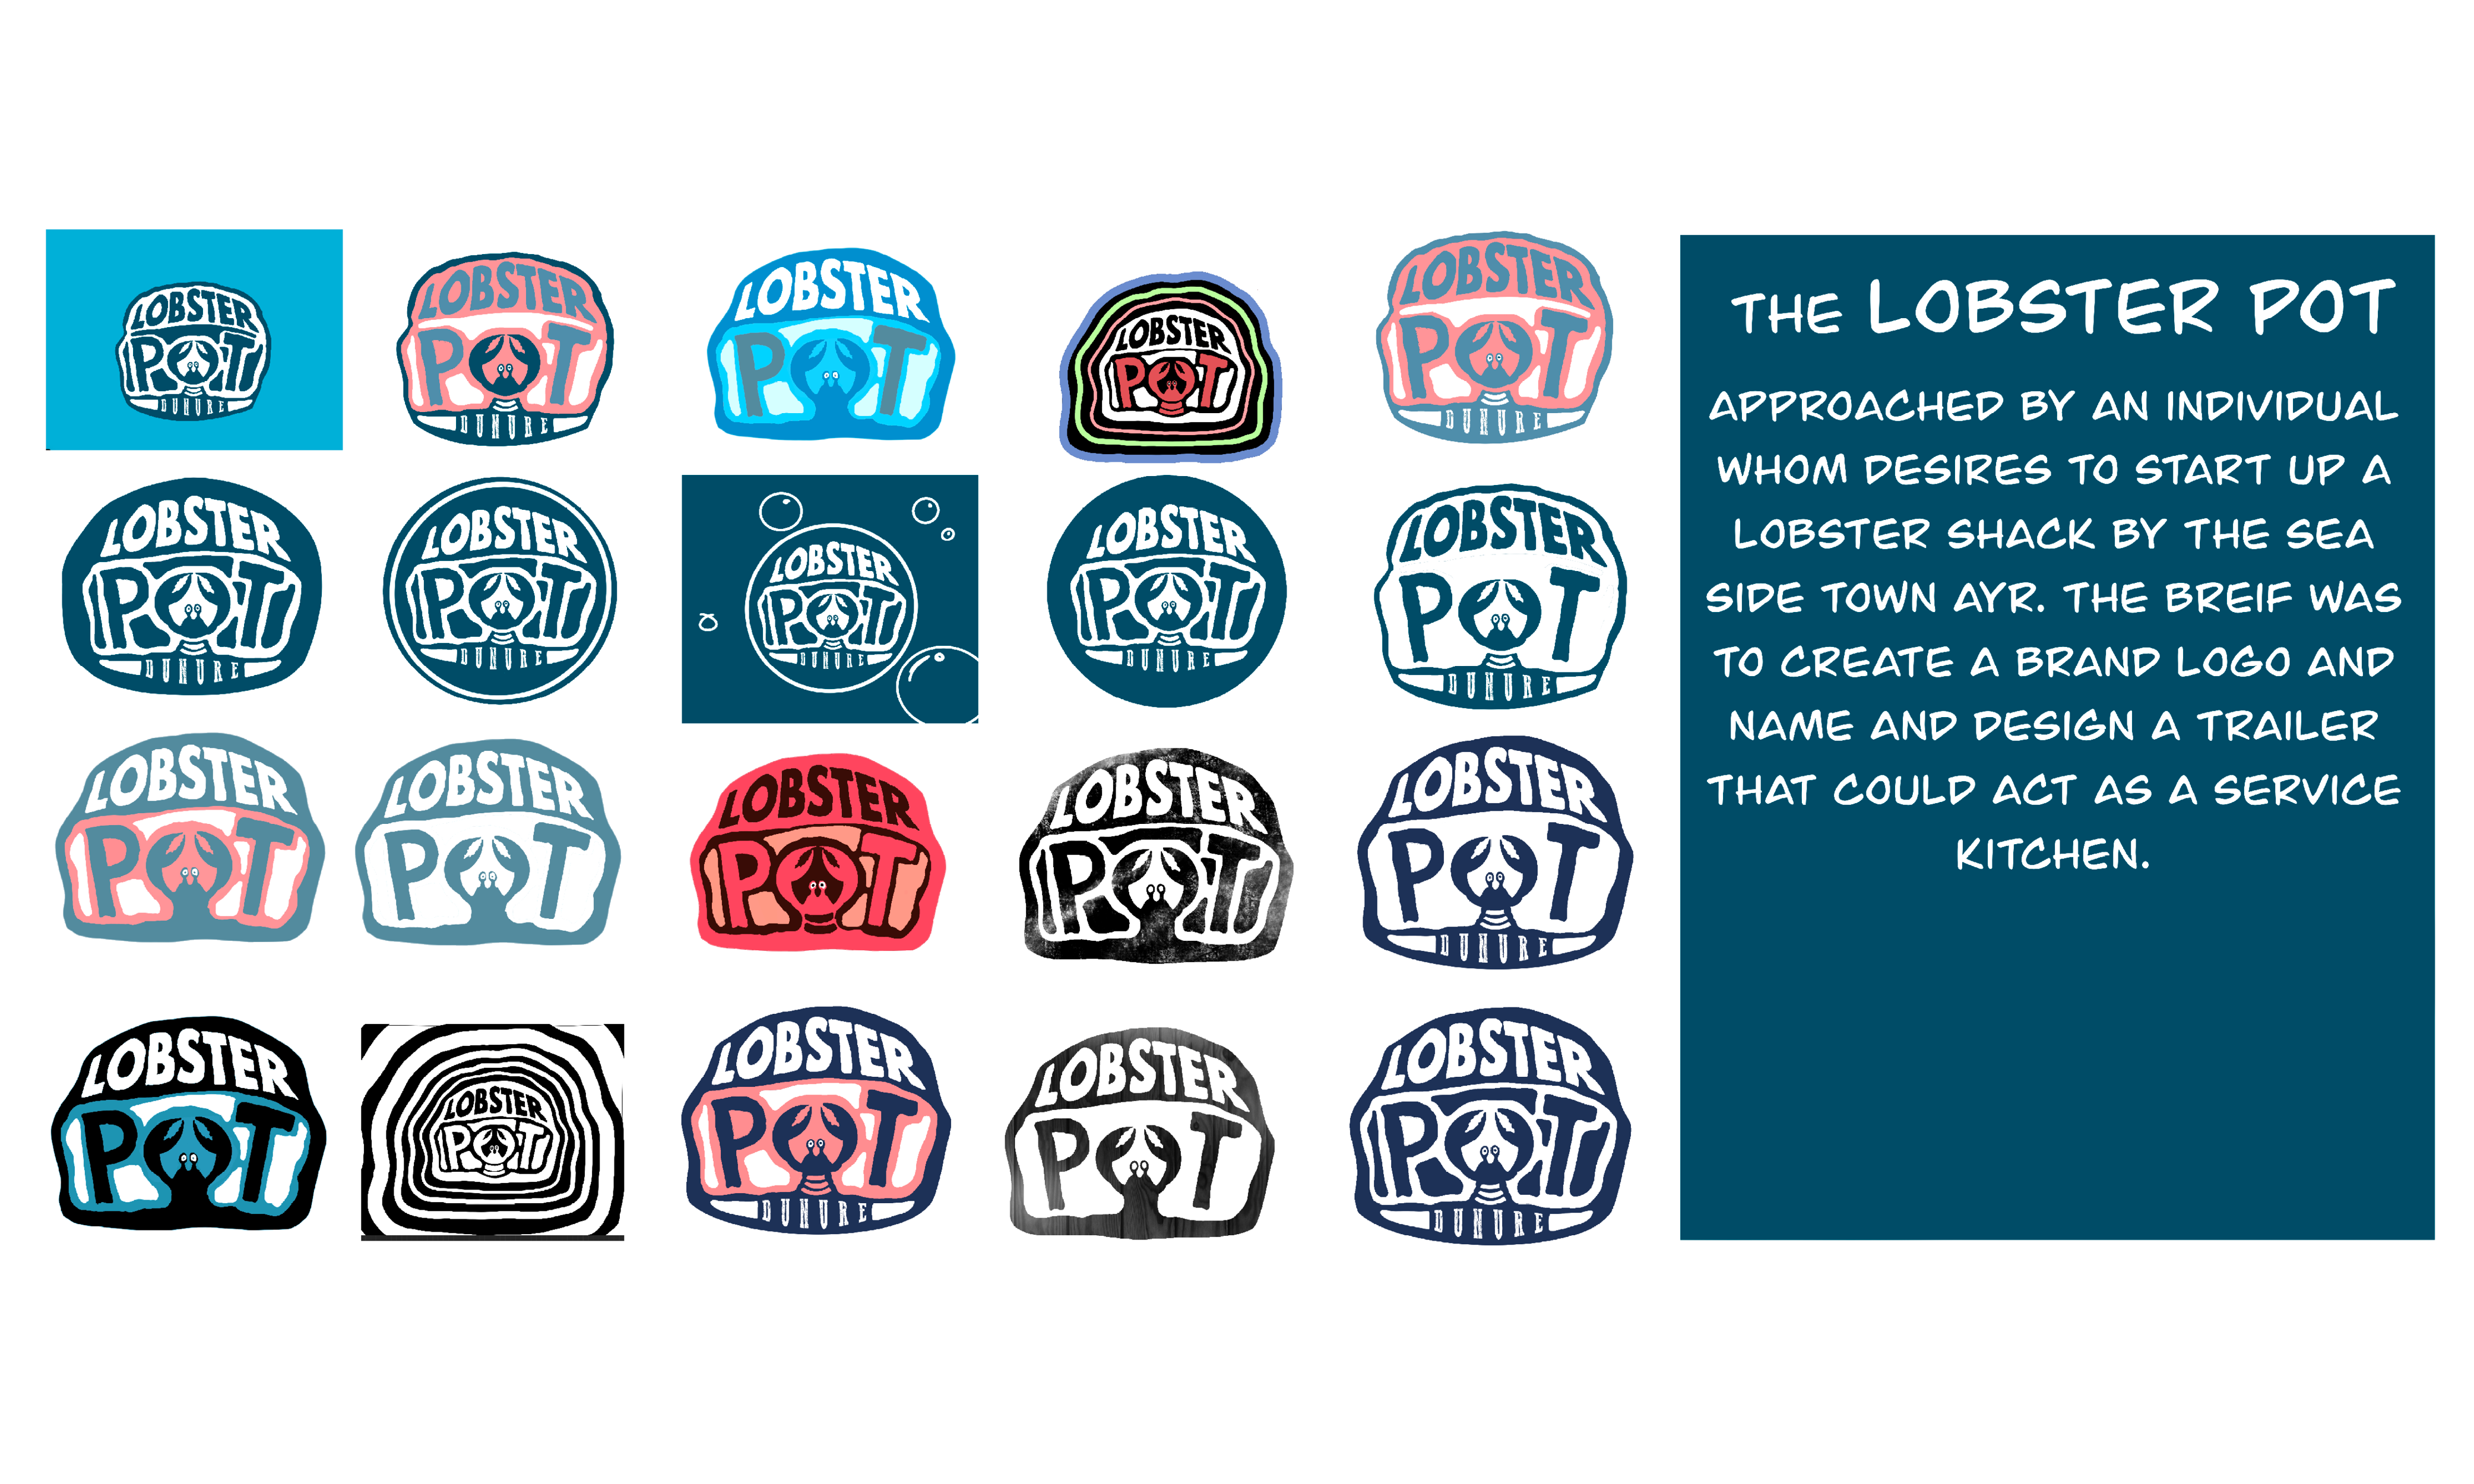 LOBSTER
POT
DUNURE
LOBSTER
POT
DUNURE
LOBSTER
POT
LOBSTER
POT
LOBSTER
POT
DUNURE
LOBSTER
POT
DUNURE
LOBSTER
POT
DUNURE
LOBSTER
POT
DUNURE
LOBSTER
POT
DUNURE
LOBSTER
POT
DUNURE
LOBSTER
POT
LOBSTER
POT
LOBSTER
POT
LOBSTER
POT
LOBSTER
POT
DUNURE
LOBSTER
POT
LOBSTER
POT
LOBSTER
POT
DUNURE
LOBSTER
POT
LOBSTER
POT
DUNURE
THE LOBSTER POT
APPROACHED BY AN INDIVIDUAL
WHOM DESIRES TO START UP A
LOBSTER SHACK BY THE SEA
SIDE TOWN AYR. THE BREIF WAS
TO CREATE A BRAND LOGO AND
NAME AND DESIGN A TRAILER
THAT COULD ACT AS A SERVICE
KITCHEN.